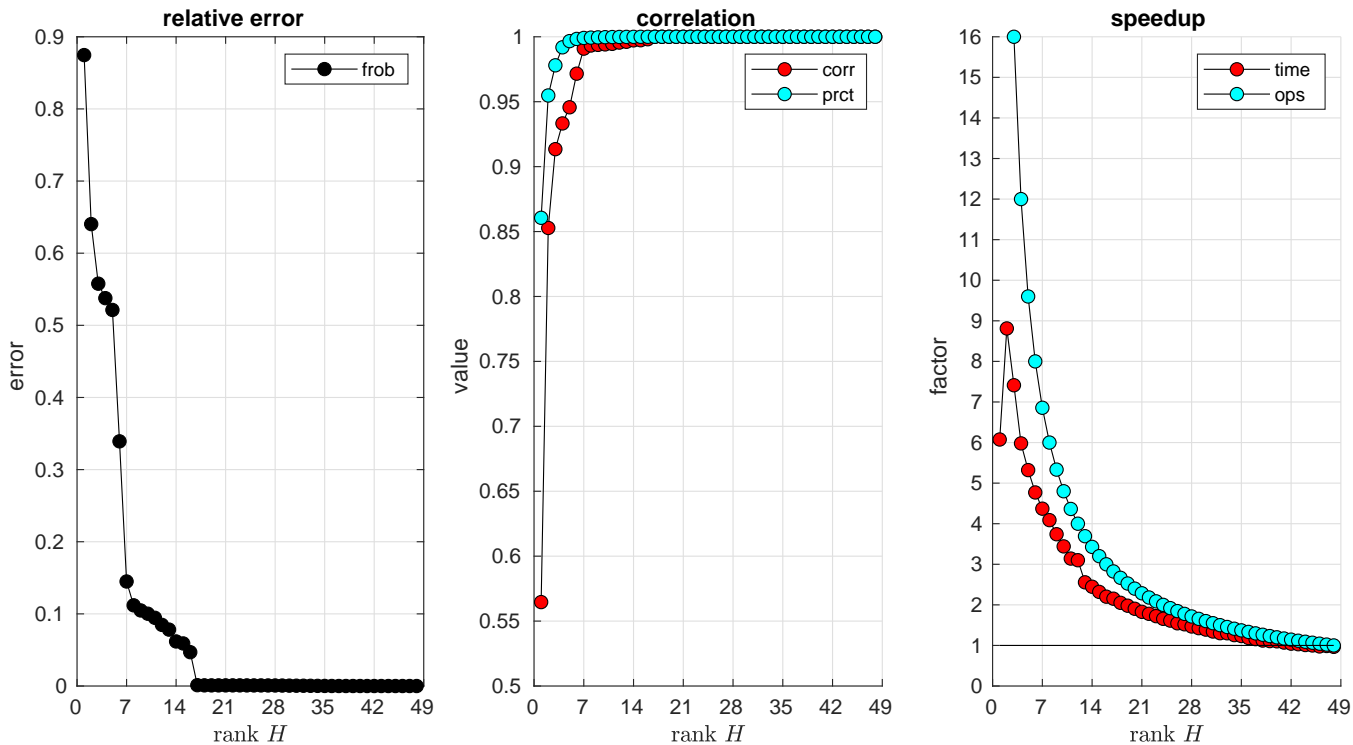 relative error
0.9
0.8
0.7
0.6
0.5
0.4
0.3
0.2
0.1
0
error
frob
0 7 14 21 28 35 42 49
rank H
correlation
1
0.95
0.9
0.85
0.8
0.75
0.7
0.65
0.6
0.55
0.5
value
corr
prct
0 7 14 21 28 35 42 49
rank H
speedup
16
15
14
13
12
11
10
9
8
7
6
5
4
3
2
1
0
factor
time
ops
0 7 14 21 28 35 42 49
rank H